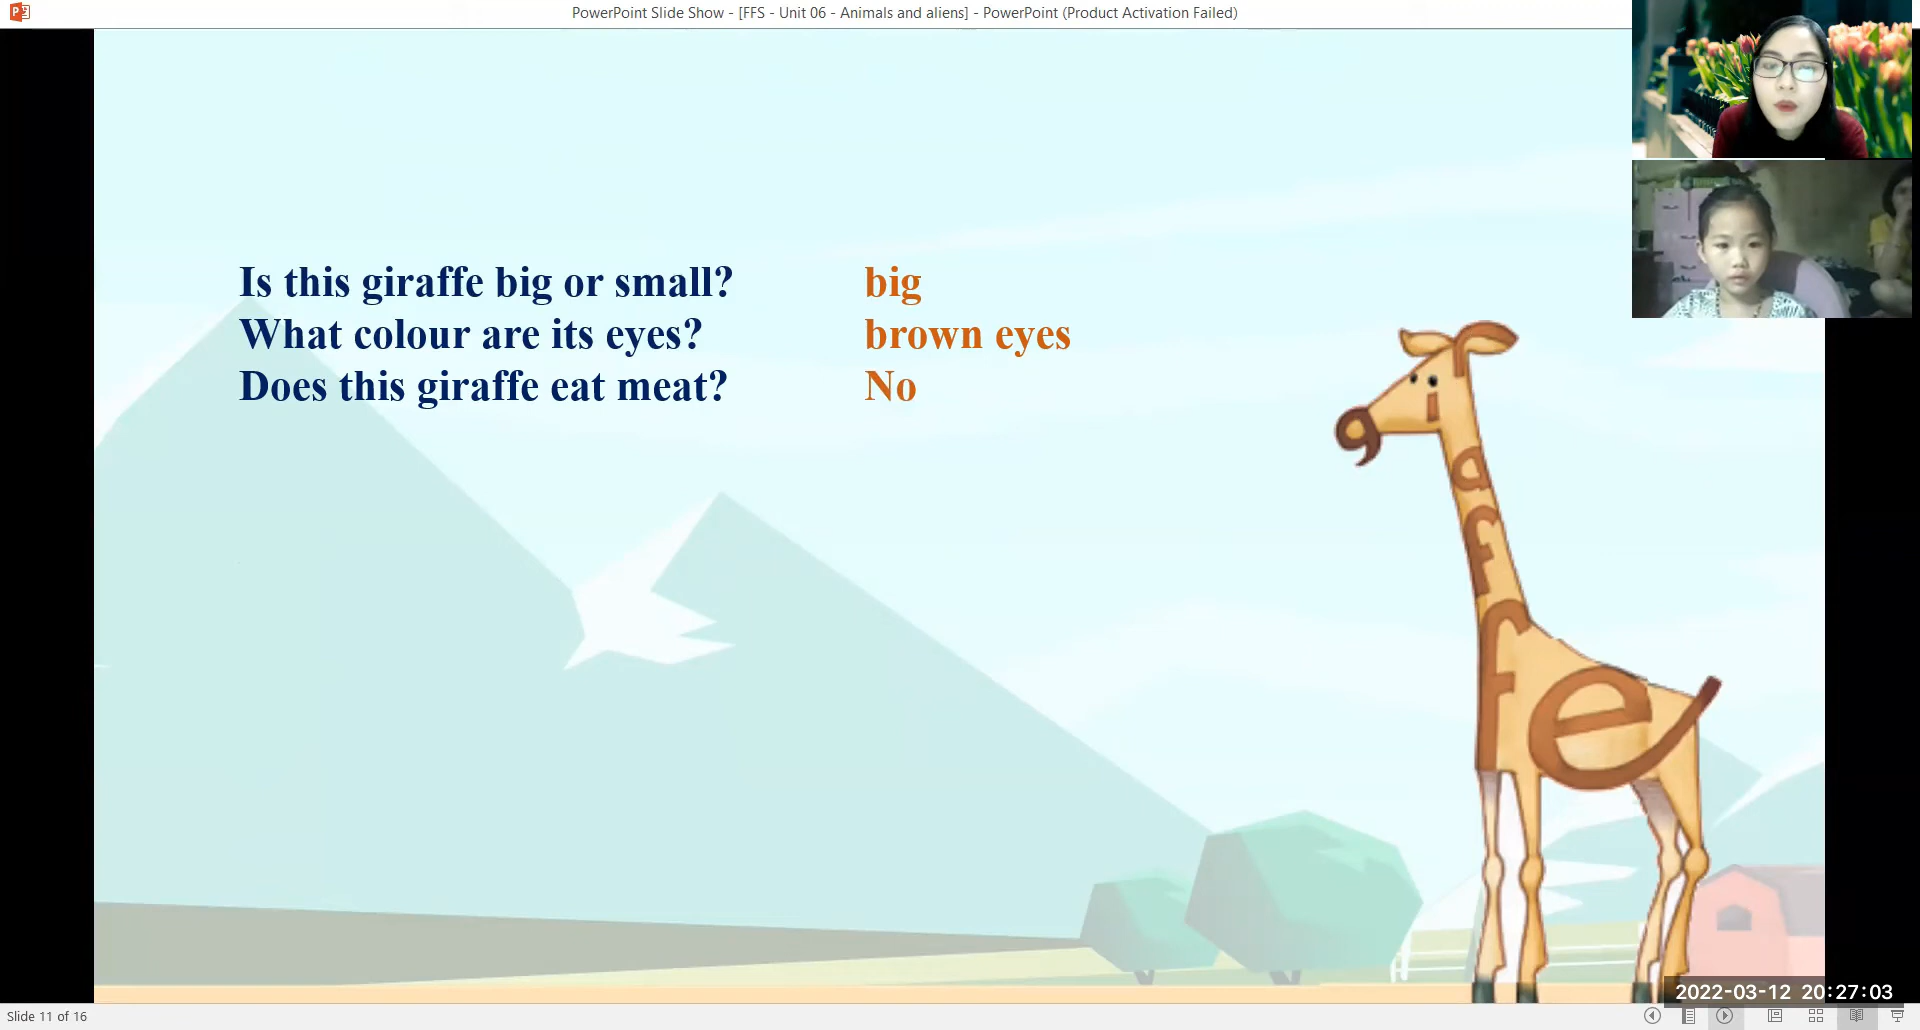 PowerPoint Slide Show - [FFS - Unit 06 - Animals and aliens] - PowerPoint (Product Activation Failed)
Is this giraffe big or small? big
What colour are its eyes? brown eyes
Does this giraffe eat meat? No
g i r a f f e
2022-03-12 20:27:03
Slide 11 of 16